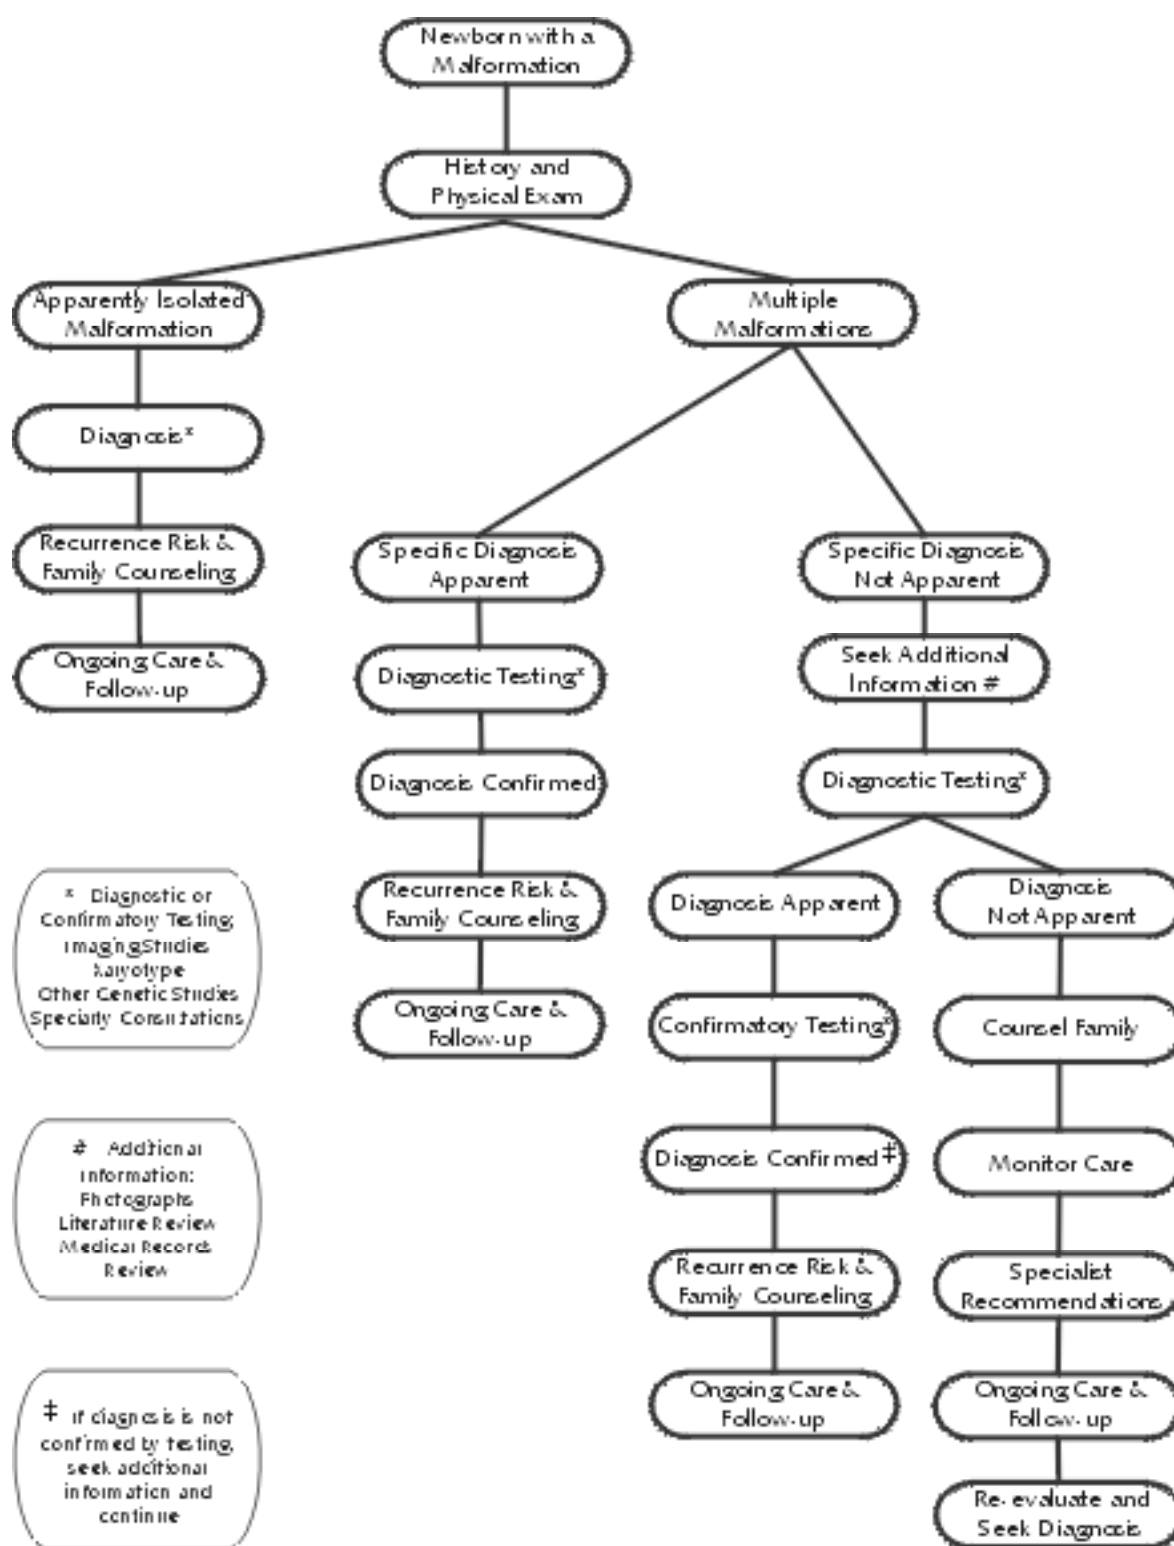 Newborn with a
Malformation
History and
Physical Exam
Apparently Isolated
Malformation
Multiple
Malformations
Diagnosis*
Recurrence Risk &
Family Counseling
Ongoing Care &
Follow-up
Specific Diagnosis
Apparent
Diagnostic Testing*
Diagnosis Confirmed
Recurrence Risk &
Family Counseling
Ongoing Care &
Follow-up
Specific Diagnosis
Not Apparent
Seek Additional
Information #
Diagnostic Testing*
Diagnosis Apparent
Confirmatory Testing*
Diagnosis Confirmed ‡
Recurrence Risk &
Family Counseling
Ongoing Care &
Follow-up
Diagnosis
Not Apparent
Counsel Family
Monitor Care
Specialist
Recommendations
Ongoing Care &
Follow-up
Re-evaluate and
Seek Diagnosis
* Diagnostic or
Confirmatory Testing;
Imaging Studies
Karyotype
Other Genetic Studies
Specialty Consultations
# Additional
Information:
Photographs
Literature Review
Medical Records
Review
‡ If diagnosis is not
confirmed by testing,
seek additional
information and
continue